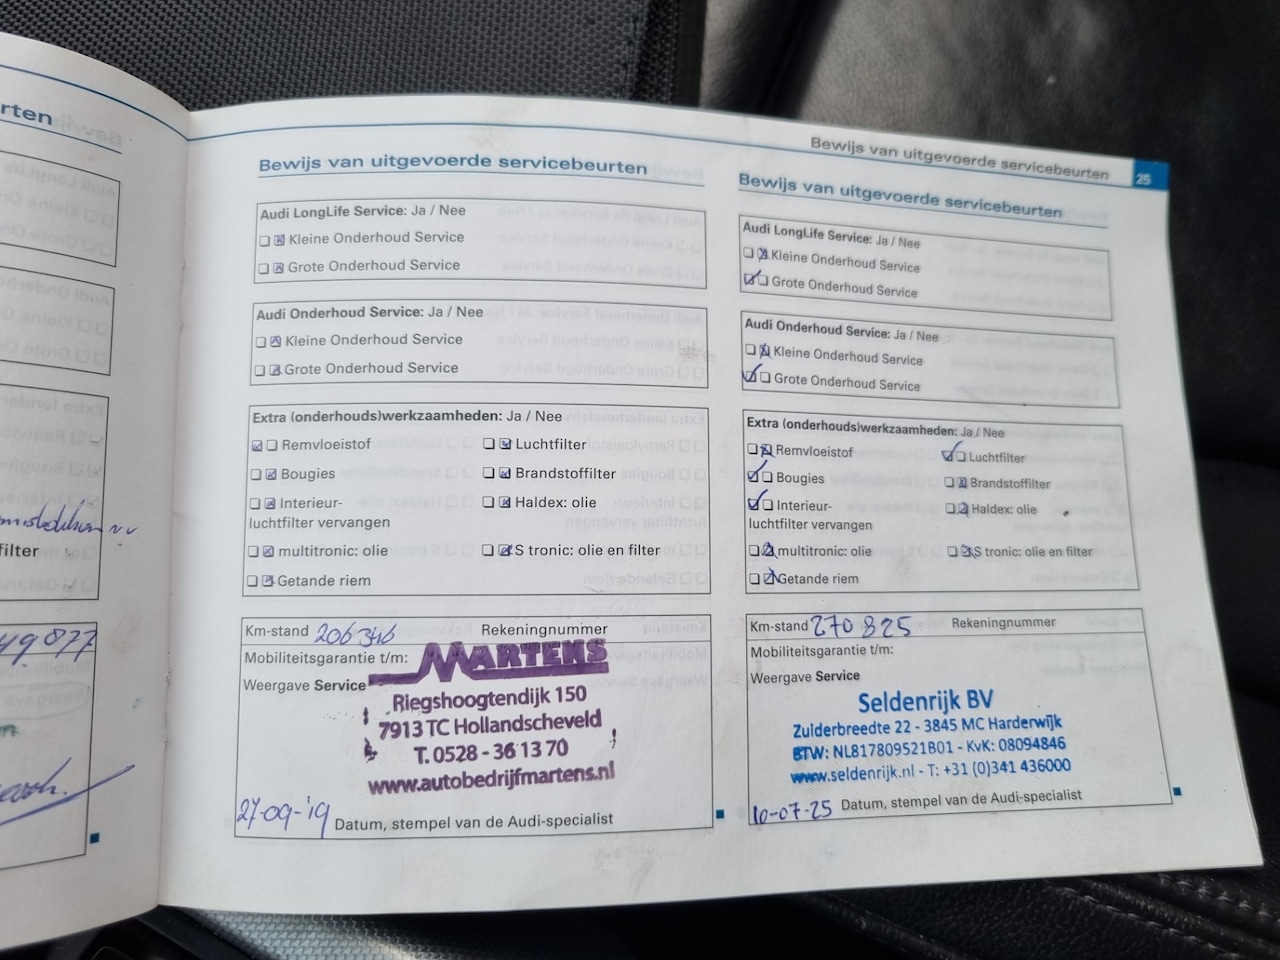 rten
filter
49.877
Bewijs van uitgevoerde servicebeurten
Audi LongLife Service: Ja / Nee
Kleine Onderhoud Service
Grote Onderhoud Service
Audi Onderhoud Service: Ja / Nee
Kleine Onderhoud Service
Grote Onderhoud Service
Extra (onderhouds)werkzaamheden: Ja / Nee
Remvloeistof
Luchtfilter
Bougies
Brandstoffilter
Interieur-
luchtfilter vervangen
Haldex: olie
multitronic: olie
S tronic: olie en filter
Getande riem
Km-stand 206346 Rekeningnummer
Mobiliteitsgarantie t/m:
Weergave Service
MARTENS
Riegshoogtendijk 150
7913 TC Hollandscheveld
T. 0528 - 36 13 70
www.autobedrijfmartens.nl
27-09-'19 Datum, stempel van de Audi-specialist
Bewijs van uitgevoerde servicebeurten 25
Bewijs van uitgevoerde servicebeurten
Audi LongLife Service: Ja / Nee
Kleine Onderhoud Service
Grote Onderhoud Service
Audi Onderhoud Service: Ja / Nee
Kleine Onderhoud Service
Grote Onderhoud Service
Extra (onderhouds)werkzaamheden: Ja / Nee
Remvloeistof
Luchtfilter
Bougies
Brandstoffilter
Interieur-
luchtfilter vervangen
Haldex: olie
multitronic: olie
S tronic: olie en filter
Getande riem
Km-stand 270825 Rekeningnummer
Mobiliteitsgarantie t/m:
Weergave Service
Seldenrijk BV
Zuiderbreedte 22 - 3845 MC Harderwijk
BTW: NL817809521B01 - KvK: 08094846
www.seldenrijk.nl - T: +31 (0)341 436000
10-07-25 Datum, stempel van de Audi-specialist